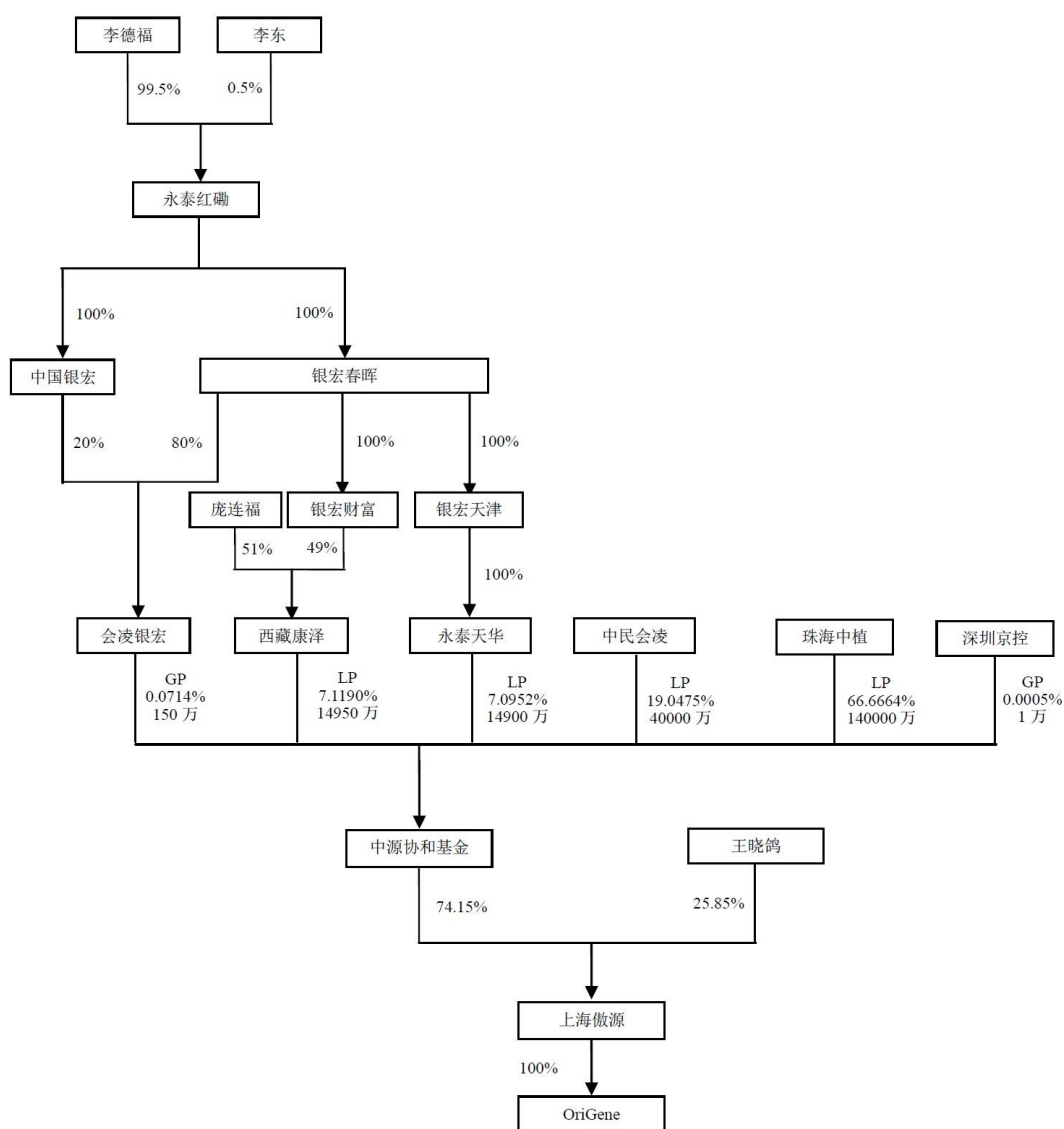 李德福
李东
99.5%
0.5%
永泰红磡
100%
100%
中国银宏
银宏春晖
20%
80%
100%
100%
庞连福
银宏财富
银宏天津
51%
49%
100%
会凌银宏
西藏康泽
永泰天华
中民会凌
珠海中植
深圳京控
GP
0.0714%
150 万
LP
7.1190%
14950 万
LP
7.0952%
14900 万
LP
19.0475%
40000 万
LP
66.6664%
140000 万
GP
0.0005%
1 万
中源协和基金
王晓鸽
74.15%
25.85%
上海傲源
100%
OriGene